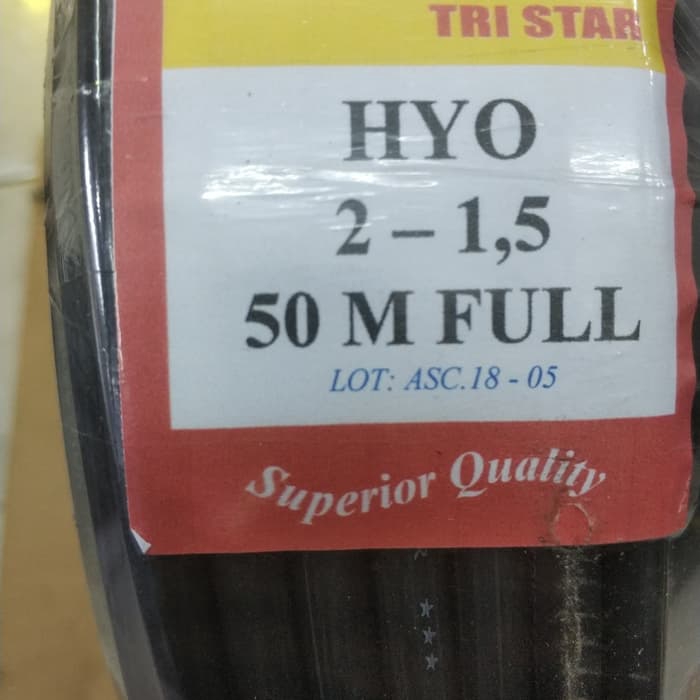 TRI STAR
HYO
2 – 1,5
50 M FULL
LOT: ASC.18 - 05
Superior Quality